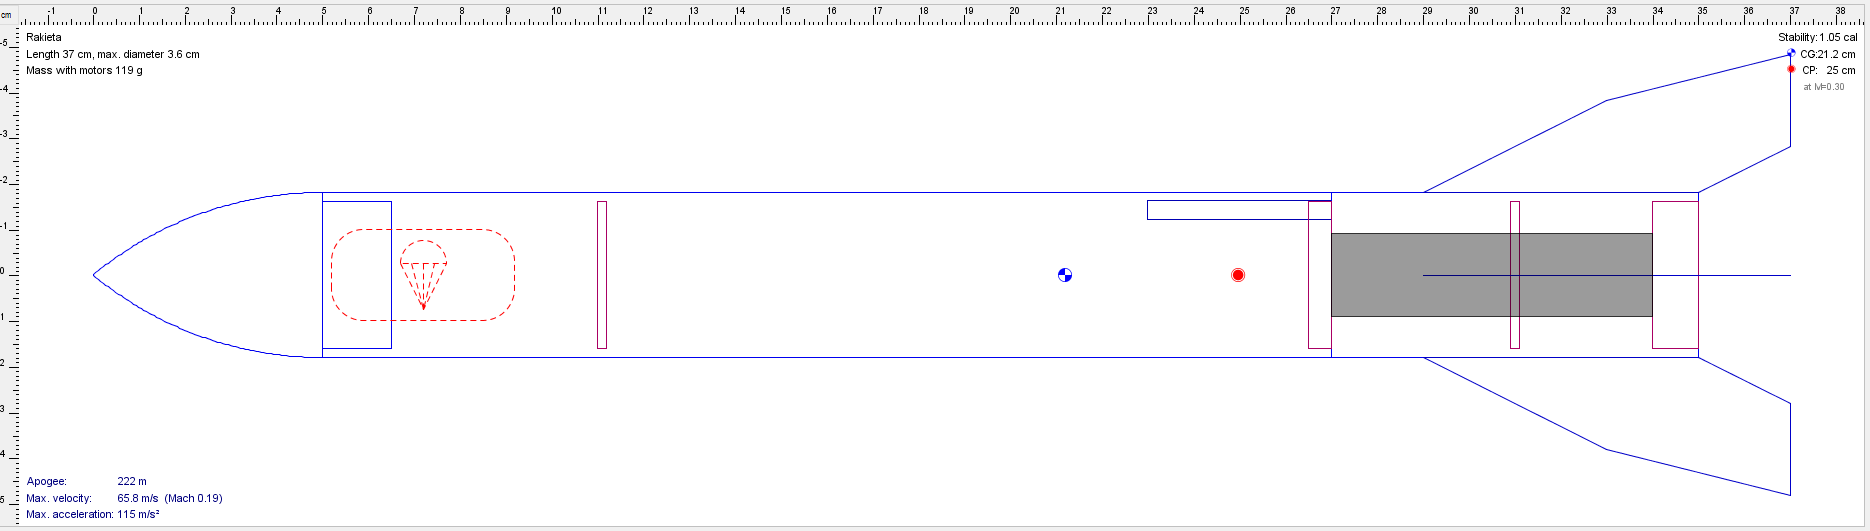 cm
-1 0 1 2 3 4 5 6 7 8 9 10 11 12 13 14 15 16 17 18 19 20 21 22 23 24 25 26 27 28 29 30 31 32 33 34 35 36 37 38
-5
-4
-3
-2
-1
0
1
2
3
4
5
Rakieta
Length 37 cm, max. diameter 3.6 cm
Mass with motors 119 g
Stability: 1.05 cal
CG: 21.2 cm
CP: 25 cm
at M=0.30
Apogee: 222 m
Max. velocity: 65.8 m/s (Mach 0.19)
Max. acceleration: 115 m/s²